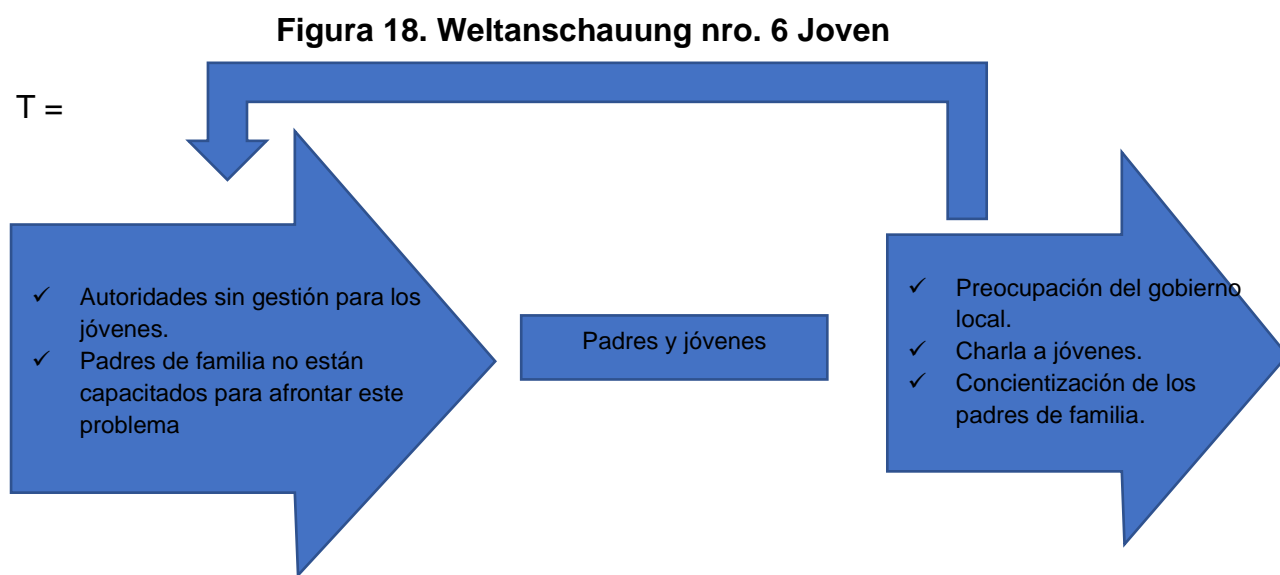 Figura 18. Weltanschauung nro. 6 Joven
T =
✓ Autoridades sin gestión para los
jóvenes.
✓ Padres de familia no están
capacitados para afrontar este
problema
Padres y jóvenes
✓ Preocupación del gobierno
local.
✓ Charla a jóvenes.
✓ Concientización de los
padres de familia.